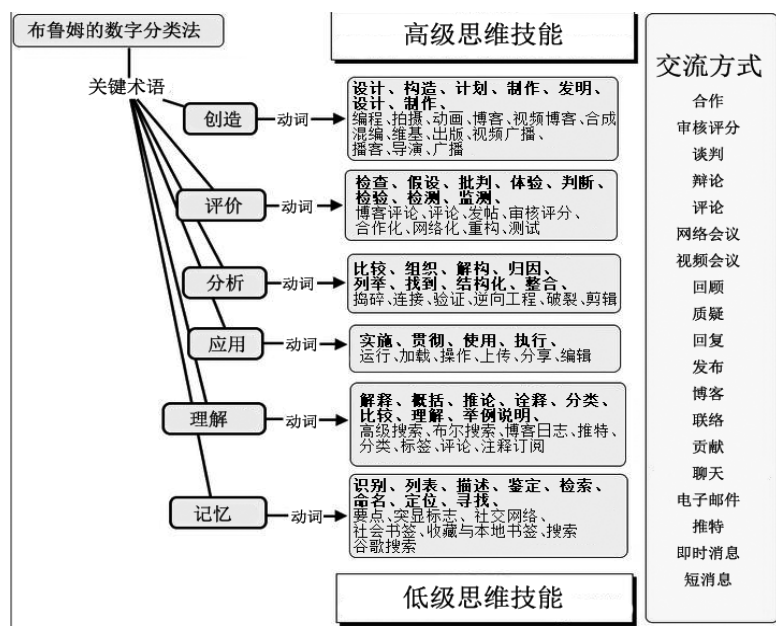 布鲁姆的数字分类法
高级思维技能
关键术语
创造
动词
设计、构造、计划、制作、发明、
设计、制作、
编程、拍摄、动画、博客、视频博客、合成
混编、维基、出版、视频广播、
播客、导演、广播
评价
动词
检查、假设、批判、体验、判断、
检验、检测、监测、
博客评论、评论、发帖、审核评分、
合作化、网络化、重构、测试
分析
动词
比较、组织、解构、归因、
列举、找到、结构化、整合、
捣碎、连接、验证、逆向工程、破裂、剪辑
应用
动词
实施、贯彻、使用、执行、
运行、加载、操作、上传、分享、编辑
理解
动词
解释、概括、推论、诠释、分类、
比较、理解、举例说明、
高级搜索、布尔搜索、博客日志、推特、
分类、标签、评论、注释订阅
记忆
动词
识别、列表、描述、鉴定、检索、
命名、定位、寻找、
要点、突显标志、社交网络、
社会书签、收藏与本地书签、搜索
谷歌搜索
低级思维技能
交流方式
合作
审核评分
谈判
辩论
评论
网络会议
视频会议
回顾
质疑
回复
发布
博客
联络
贡献
聊天
电子邮件
推特
即时消息
短消息